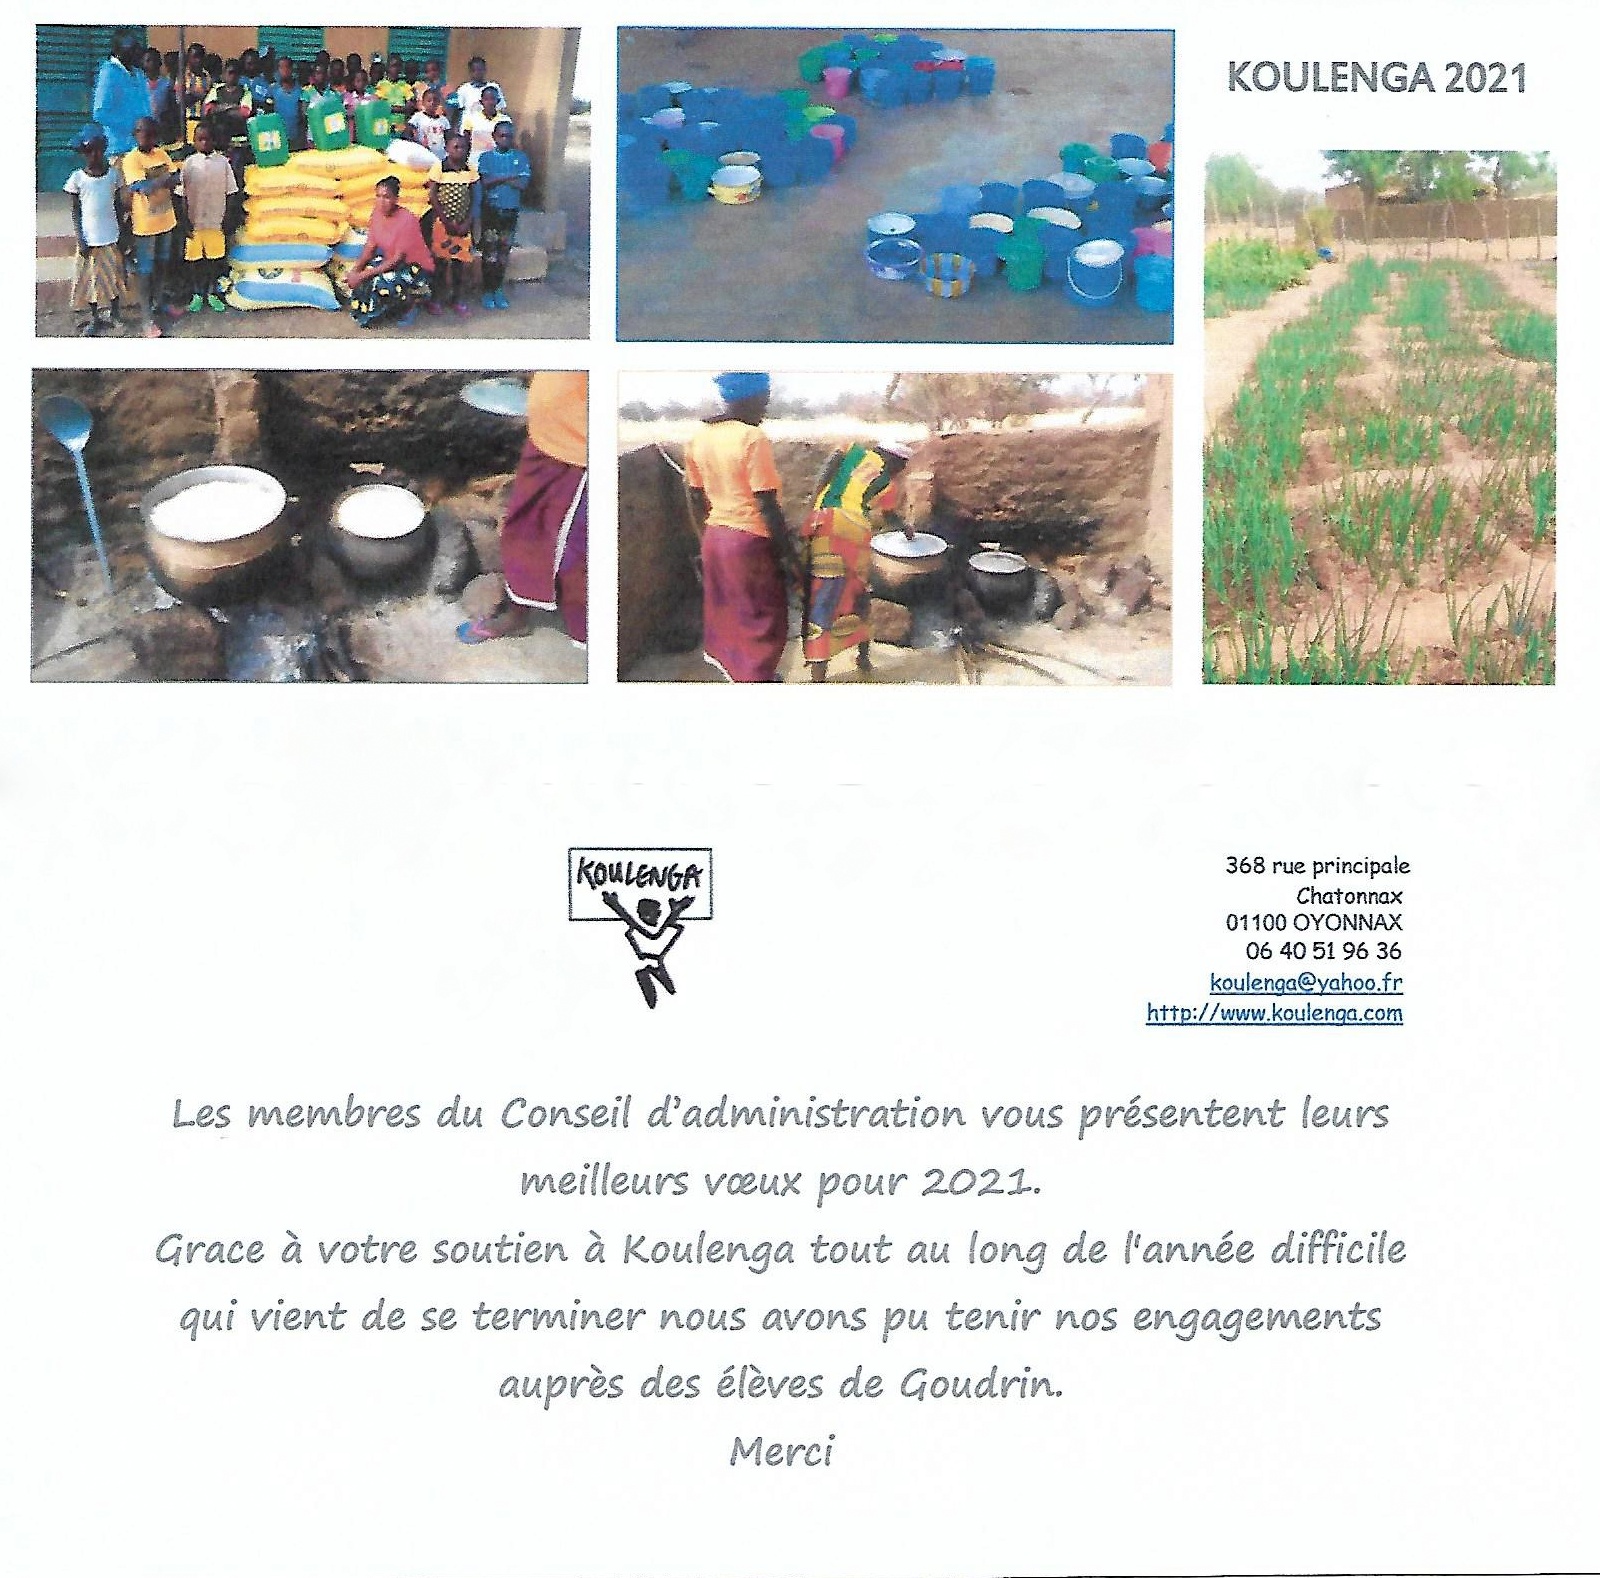 KOULENGA 2021
KOULENGA
368 rue principale
Chatonnax
01100 OYONNAX
06 40 51 96 36
koulenga@yahoo.fr
http://www.koulenga.com
Les membres du Conseil d'administration vous présentent leurs
meilleurs vœux pour 2021.
Grace à votre soutien à Koulenga tout au long de l'année difficile
qui vient de se terminer nous avons pu tenir nos engagements
auprès des élèves de Goudrin.
Merci